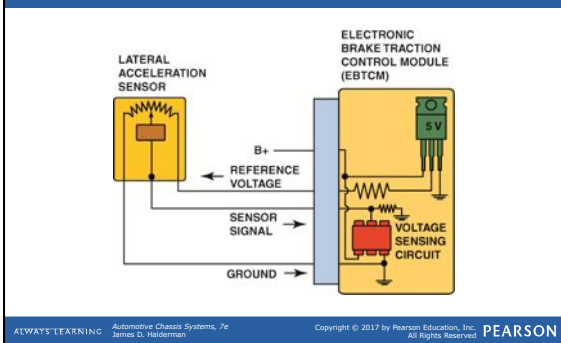 ELECTRONIC
BRAKE TRACTION
CONTROL MODULE
(EBTCM)
LATERAL
ACCELERATION
SENSOR
5 V
B+
REFERENCE
VOLTAGE
SENSOR
SIGNAL
VOLTAGE
SENSING
CIRCUIT
GROUND
ALWAYS LEARNING
Automotive Chassis Systems, 7e
James D. Halderman
Copyright © 2017 by Pearson Education, Inc.
All Rights Reserved
PEARSON